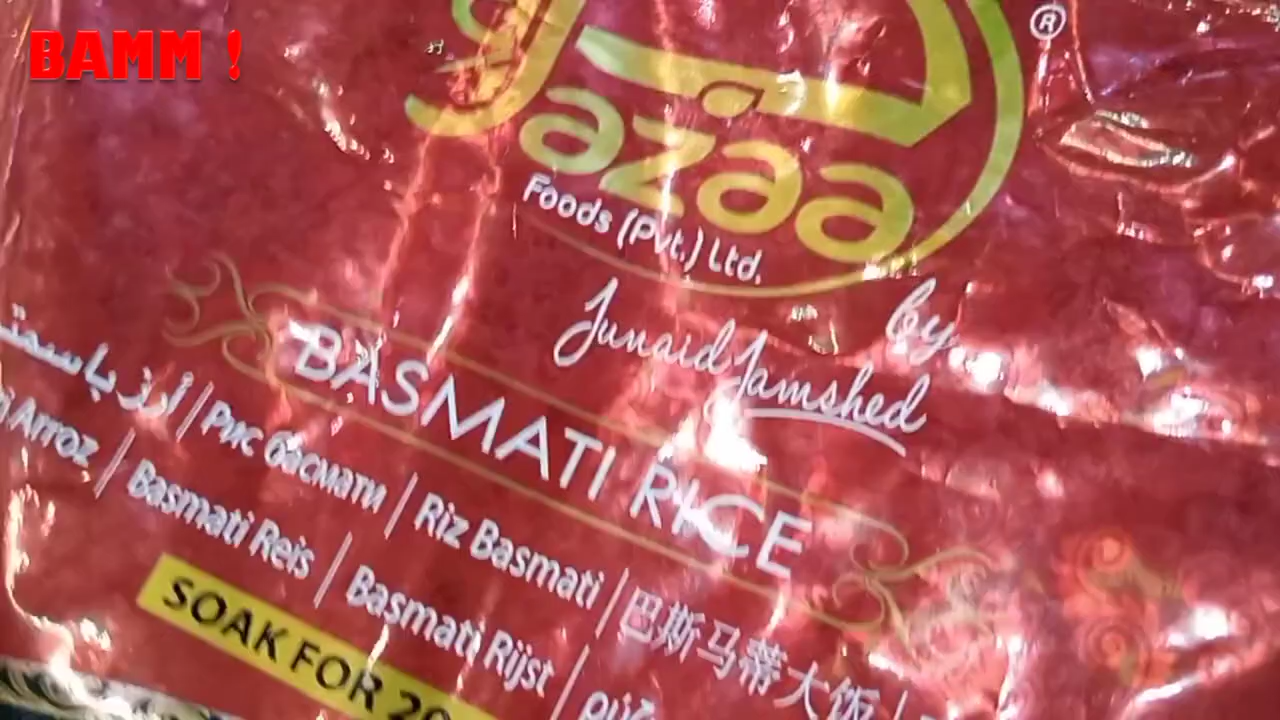 BAMM !
®
Jazaa
Foods (Pvt.) Ltd.
by
Junaid Jamshed
BASMATI RICE
أرز | Рис басмати | Riz Basmati | 巴斯马蒂大饭 |
Arroz | Basmati Reis | Basmati Rijst |
SOAK FOR